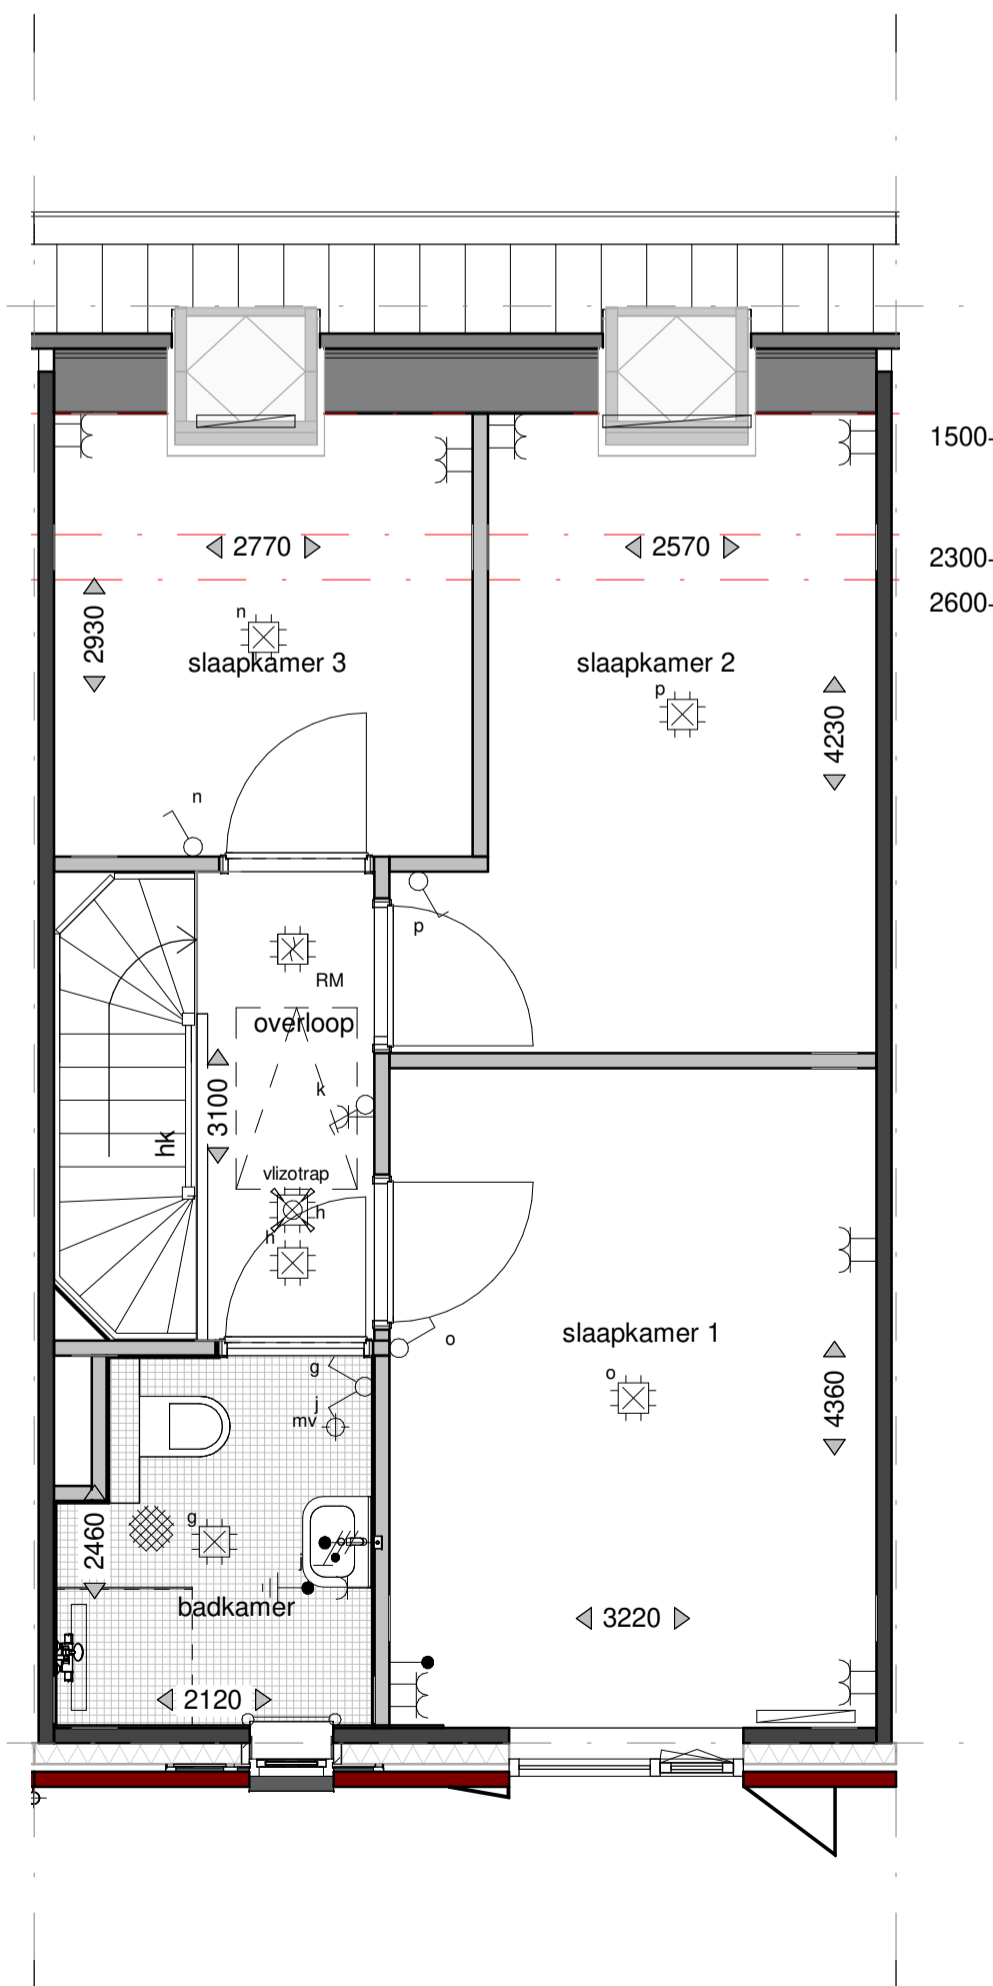 1500
2770
2570
2300
2600
2930
n
slaapkamer 3
slaapkamer 2
p
4230
n
p
RM
overloop
k
3100
hk
vlizotrap
h
h
slaapkamer 1
o
g
o
j
mv
4360
g
2460
j
badkamer
3220
2120